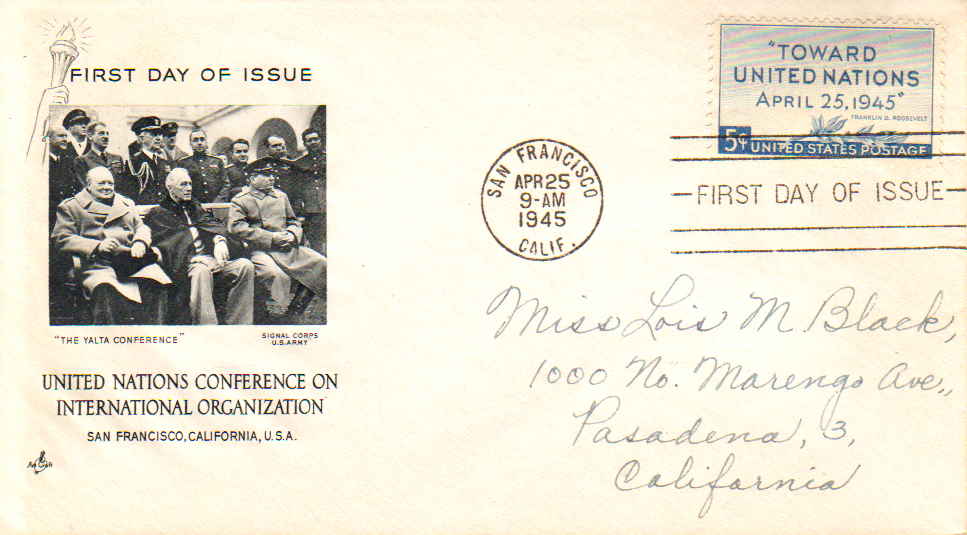 FIRST DAY OF ISSUE
"THE YALTA CONFERENCE"
SIGNAL CORPS
U.S. ARMY
UNITED NATIONS CONFERENCE ON
INTERNATIONAL ORGANIZATION
SAN FRANCISCO, CALIFORNIA, U.S.A.
Art Craft
SAN FRANCISCO
APR 25
9-AM
1945
CALIF.
"TOWARD
UNITED NATIONS
APRIL 25, 1945"
FRANKLIN D. ROOSEVELT
5¢ UNITED STATES POSTAGE
FIRST DAY OF ISSUE
Miss Lois M. Black,
1000 No. Marengo Ave.,
Pasadena, 3,
California